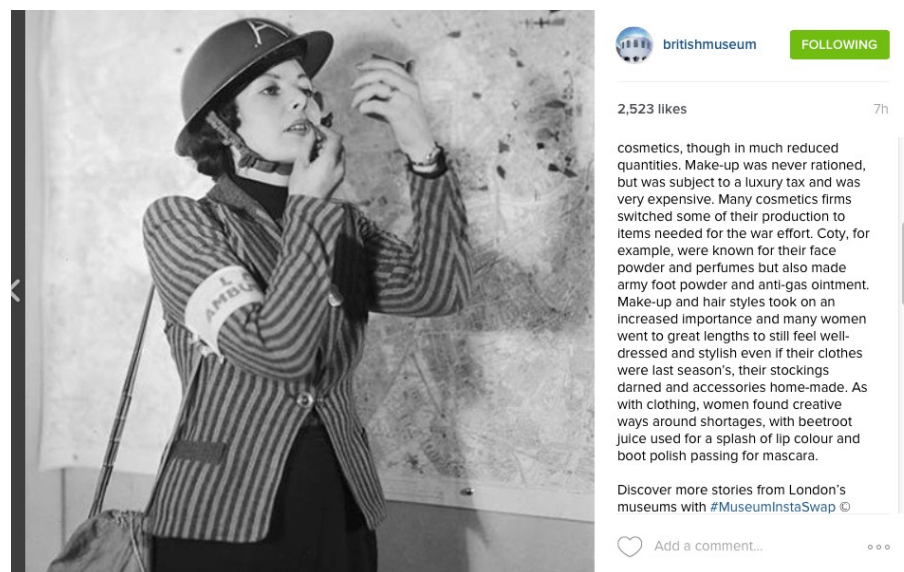 A
L
AMBU
britishmuseum
FOLLOWING
2,523 likes
7h
cosmetics, though in much reduced
quantities. Make-up was never rationed,
but was subject to a luxury tax and was
very expensive. Many cosmetics firms
switched some of their production to
items needed for the war effort. Coty, for
example, were known for their face
powder and perfumes but also made
army foot powder and anti-gas ointment.
Make-up and hair styles took on an
increased importance and many women
went to great lengths to still feel well-
dressed and stylish even if their clothes
were last season's, their stockings
darned and accessories home-made. As
with clothing, women found creative
ways around shortages, with beetroot
juice used for a splash of lip colour and
boot polish passing for mascara.
Discover more stories from London's
museums with #MuseumInstaSwap ©
Add a comment...